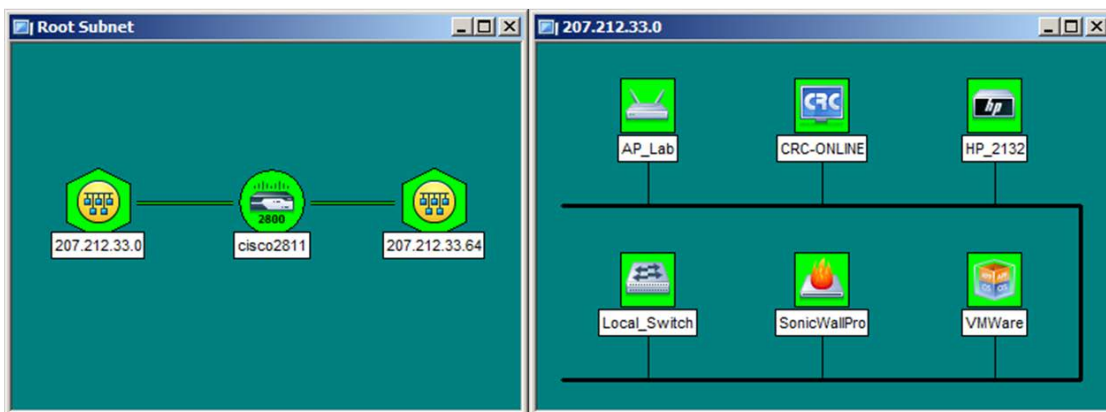 Root Subnet
207.212.33.0
2800
cisco2811
207.212.33.64
207.212.33.0
AP_Lab
CRC
CRC-ONLINE
hp
HP_2132
Local_Switch
SonicWallPro
VMWare